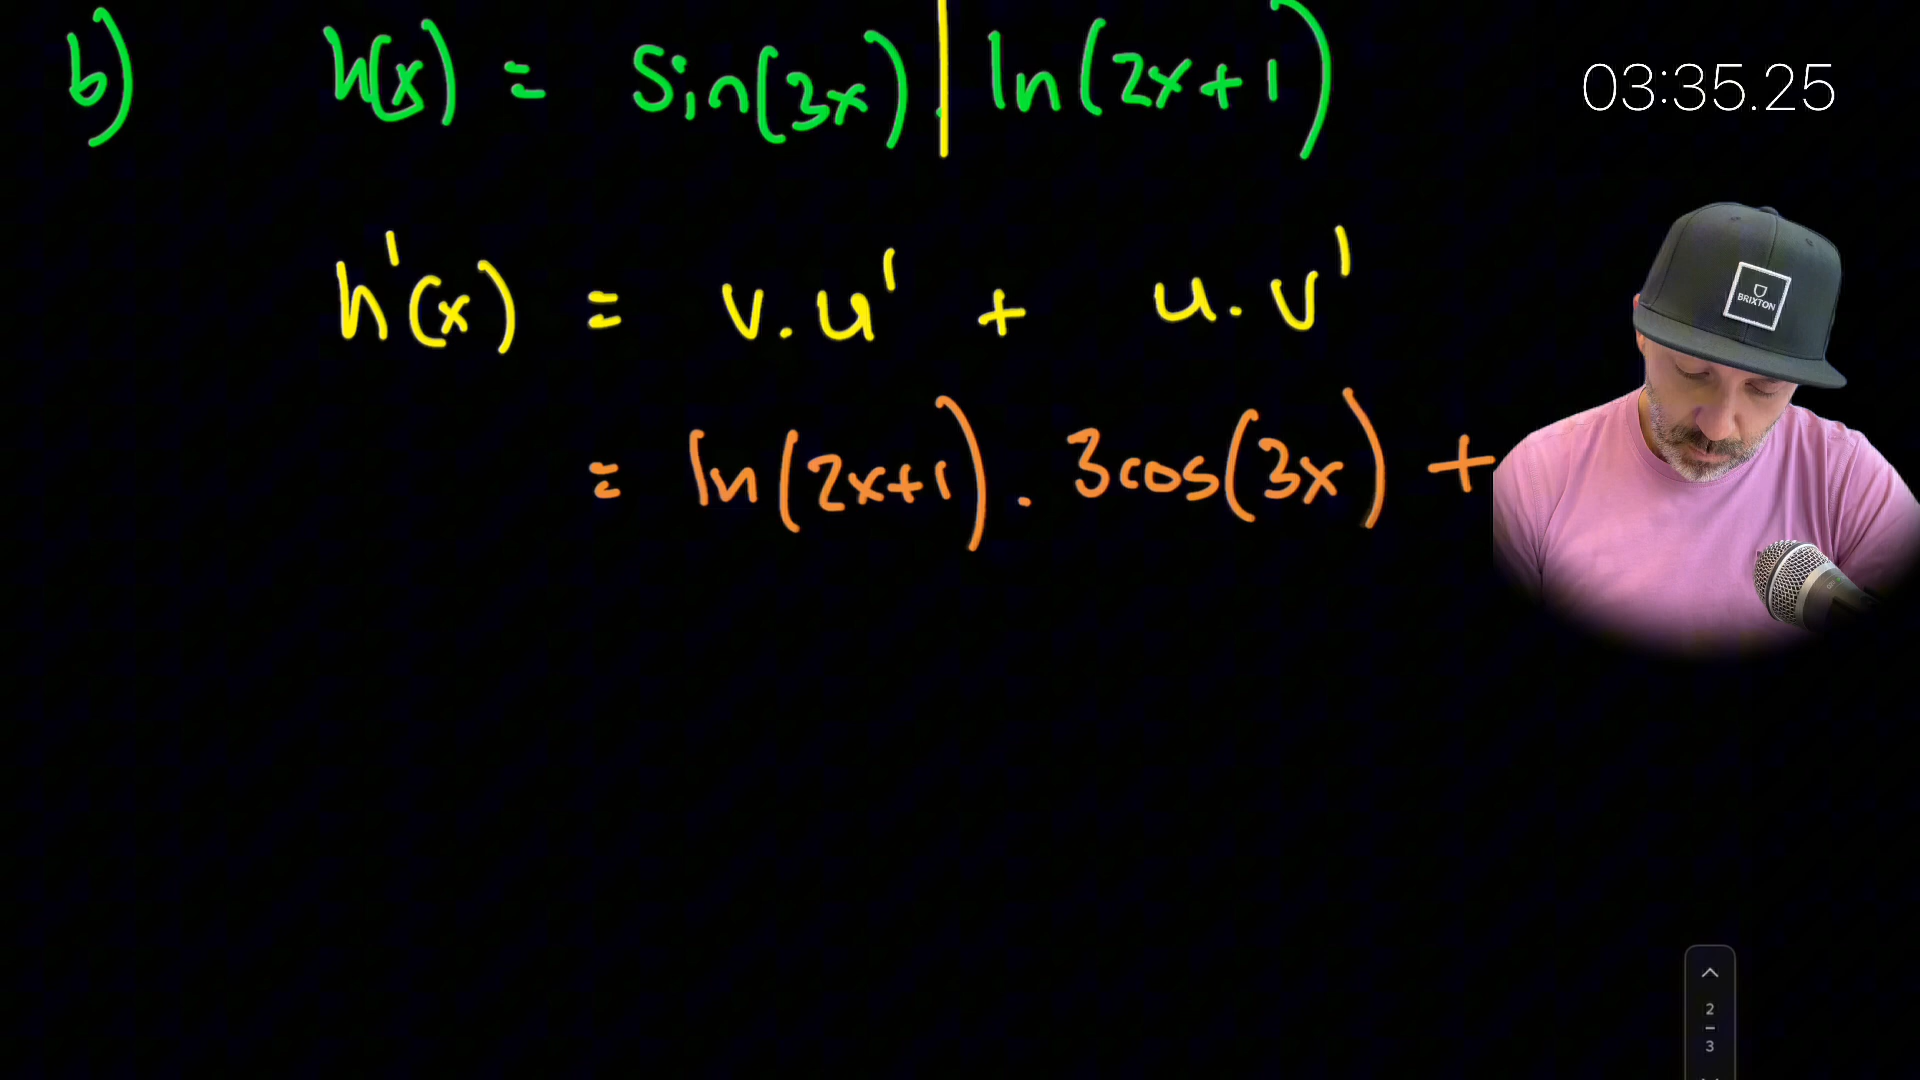 b) h(x) = sin(3x) . | ln(2x+1)
03:35.25
h'(x) = v.u' + u.v'
BRIXTON
= ln(2x+1) . 3cos(3x) +
2
3